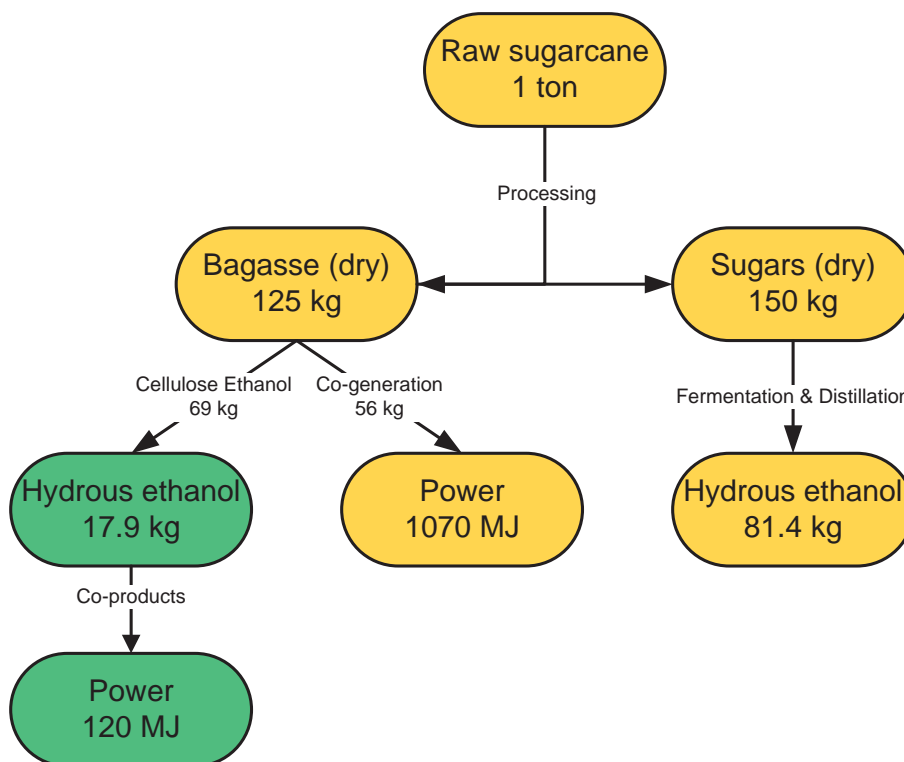 Raw sugarcane
1 ton
Processing
Bagasse (dry)
125 kg
Sugars (dry)
150 kg
Cellulose Ethanol
69 kg
Co-generation
56 kg
Fermentation & Distillation
Hydrous ethanol
17.9 kg
Power
1070 MJ
Hydrous ethanol
81.4 kg
Co-products
Power
120 MJ